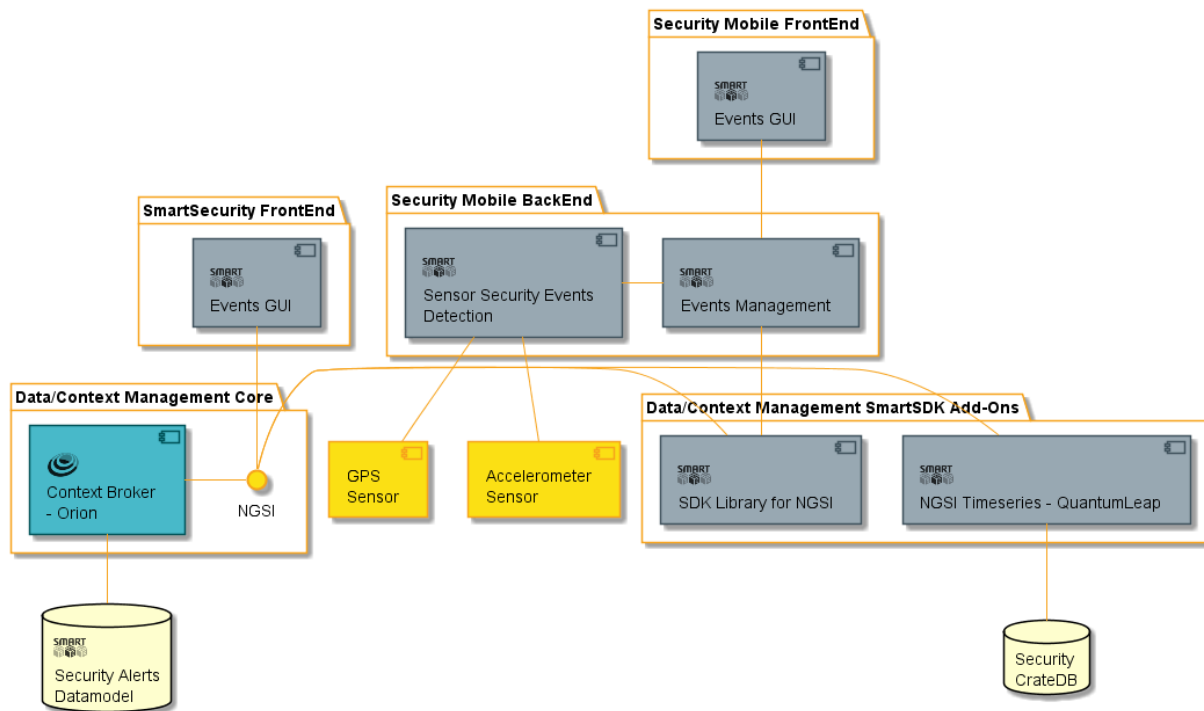 Security Mobile FrontEnd
SMART
Events GUI
Security Mobile BackEnd
SMART
Sensor Security Events
Detection
SMART
Events Management
SmartSecurity FrontEnd
SMART
Events GUI
Data/Context Management Core
Context Broker
- Orion
NGSI
GPS
Sensor
Accelerometer
Sensor
Data/Context Management SmartSDK Add-Ons
SMART
SDK Library for NGSI
SMART
NGSI Timeseries - QuantumLeap
SMART
Security Alerts
Datamodel
Security
CrateDB